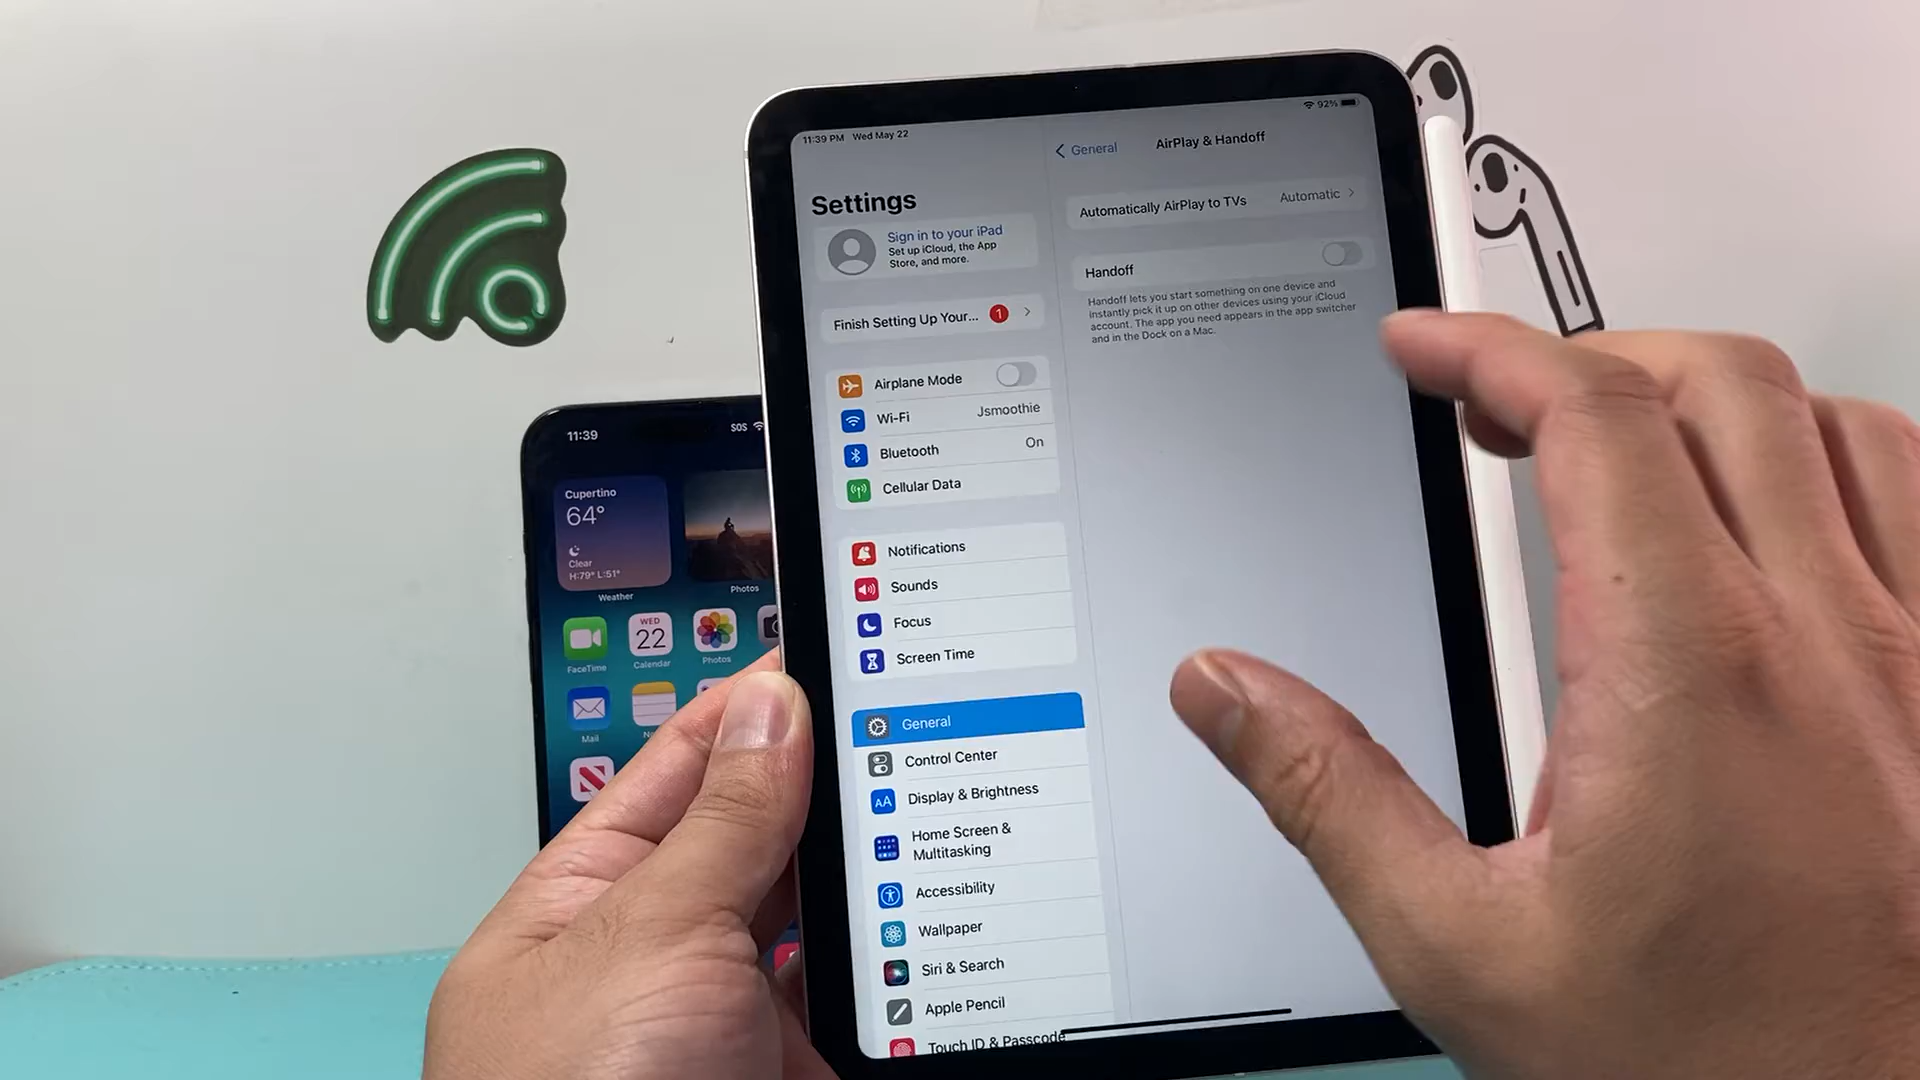 11:39 PM Wed May 22
92%
Settings
Sign in to your iPad
Set up iCloud, the App
Store, and more.
Finish Setting Up Your...
1
Airplane Mode
Wi-Fi
Jsmoothie
Bluetooth
On
Cellular Data
Notifications
Sounds
Focus
Screen Time
General
Control Center
Display & Brightness
AA
Home Screen &
Multitasking
Accessibility
Wallpaper
Siri & Search
Apple Pencil
Touch ID & Passcode
General
AirPlay & Handoff
Automatically AirPlay to TVs
Automatic
Handoff
Handoff lets you start something on one device and
instantly pick it up on other devices using your iCloud
account. The app you need appears in the app switcher
and in the Dock on a Mac.
11:39
SOS
Cupertino
64°
Clear
H:79° L:51°
Weather
Photos
FaceTime
WED
22
Calendar
Photos
Mail